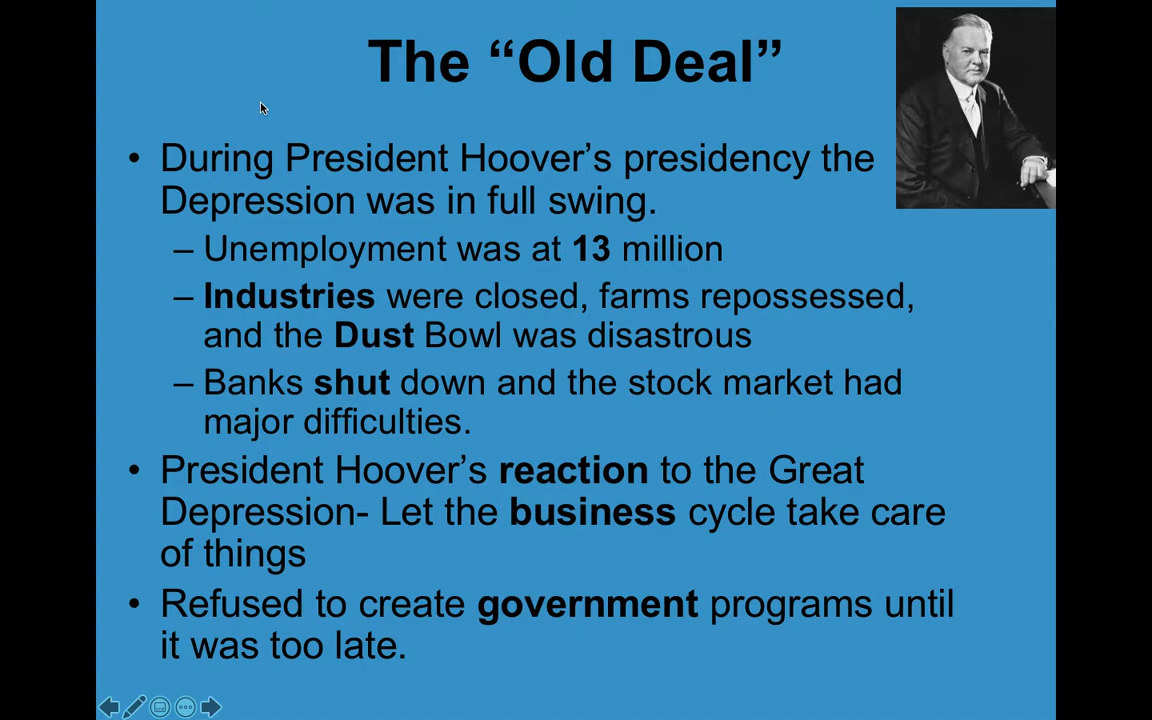 The “Old Deal”
• During President Hoover’s presidency the
Depression was in full swing.
– Unemployment was at 13 million
– Industries were closed, farms repossessed,
and the Dust Bowl was disastrous
– Banks shut down and the stock market had
major difficulties.
• President Hoover’s reaction to the Great
Depression- Let the business cycle take care
of things
• Refused to create government programs until
it was too late.